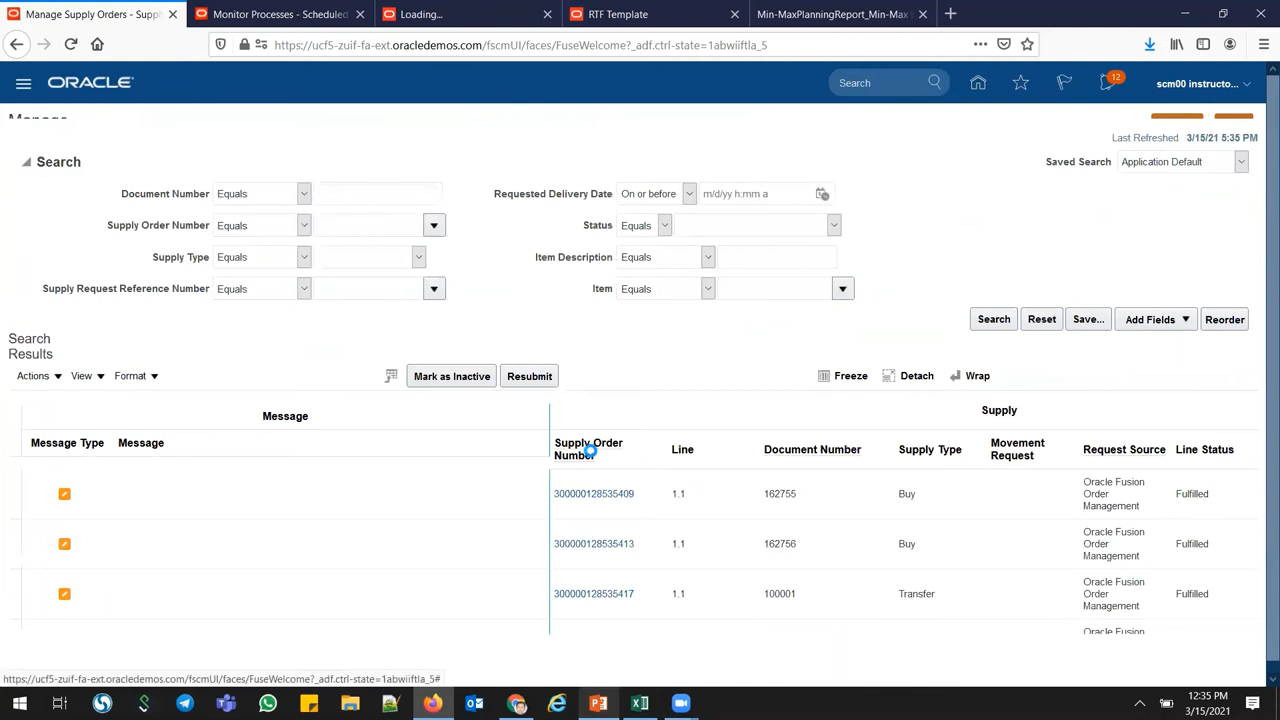 Manage Supply Orders - Supp
Monitor Processes - Scheduled
Loading...
RTF Template
Min-MaxPlanningReport_Min-Max
https://ucf5-zuif-fa-ext.oracledemos.com/fscmUI/faces/FuseWelcome?_adf.ctrl-state=1abwiiftla_5
ORACLE
Search
12
scm00 instructo...
Manage
Last Refreshed 3/15/21 5:35 PM
Search
Saved Search Application Default
Document Number Equals
Requested Delivery Date On or before m/d/yy h:mm a
Supply Order Number Equals
Status Equals
Supply Type Equals
Item Description Equals
Supply Request Reference Number Equals
Item Equals
Search Reset Save... Add Fields Reorder
Search
Results
Actions View Format Mark as Inactive Resubmit Freeze Detach Wrap
Message Supply
Message Type Message Supply Order Number Line Document Number Supply Type Movement Request Request Source Line Status
300000128535409 1.1 162755 Buy Oracle Fusion Order Management Fulfilled
300000128535413 1.1 162756 Buy Oracle Fusion Order Management Fulfilled
300000128535417 1.1 100001 Transfer Oracle Fusion Order Management Fulfilled
Oracle Fusion
https://ucf5-zuif-fa-ext.oracledemos.com/fscmUI/faces/FuseWelcome?_adf.ctrl-state=1abwiiftla_5#
12:35 PM
3/15/2021